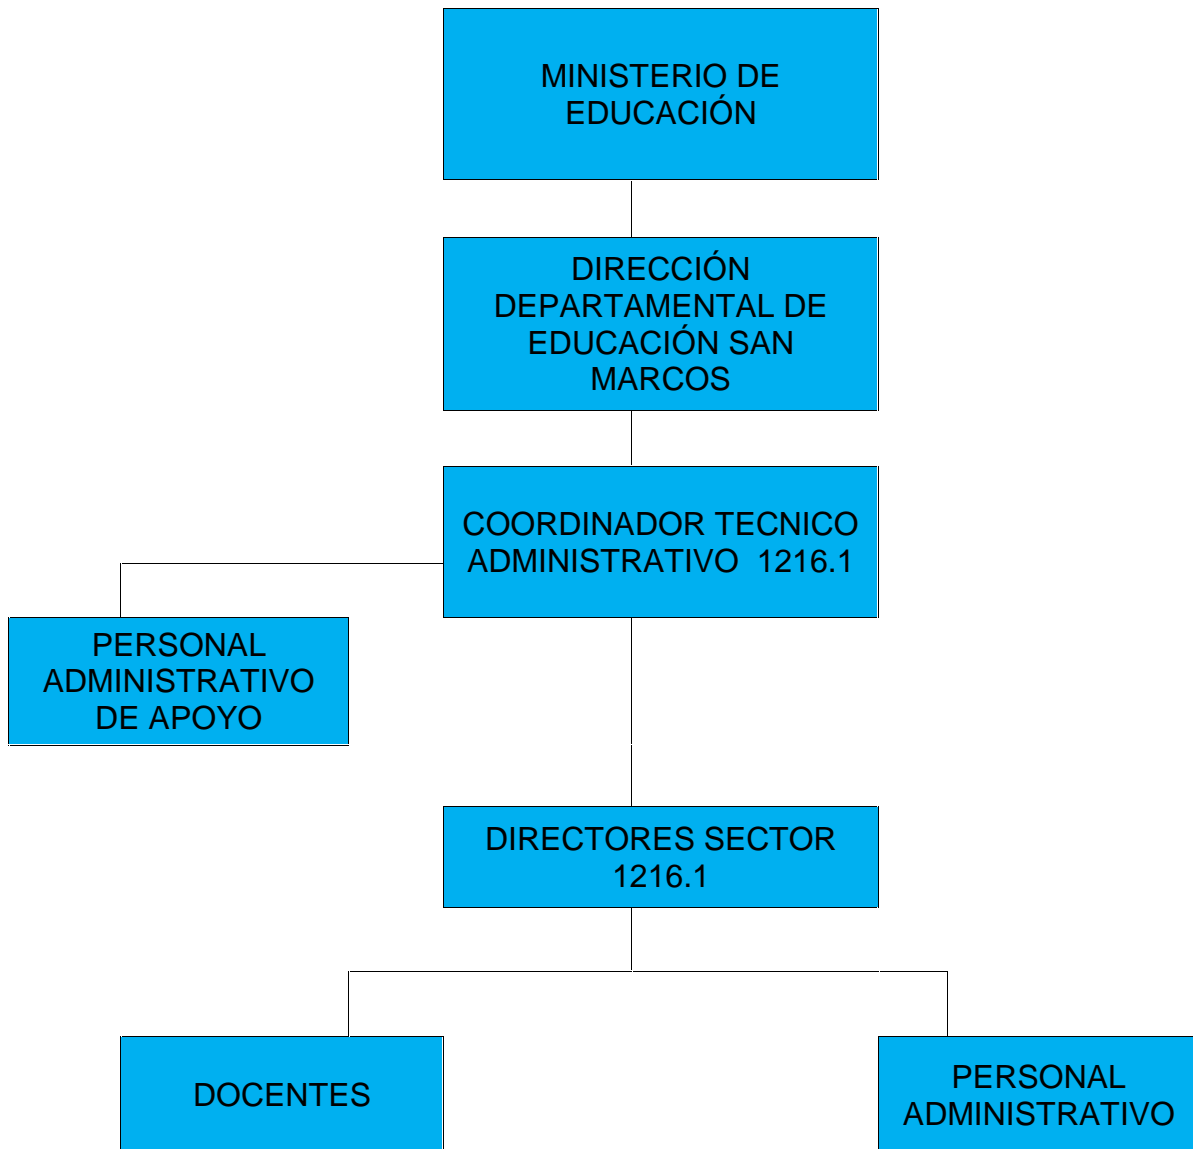 MINISTERIO DE
EDUCACIÓN
DIRECCIÓN
DEPARTAMENTAL DE
EDUCACIÓN SAN
MARCOS
COORDINADOR TECNICO
ADMINISTRATIVO 1216.1
PERSONAL
ADMINISTRATIVO
DE APOYO
DIRECTORES SECTOR
1216.1
DOCENTES
PERSONAL
ADMINISTRATIVO